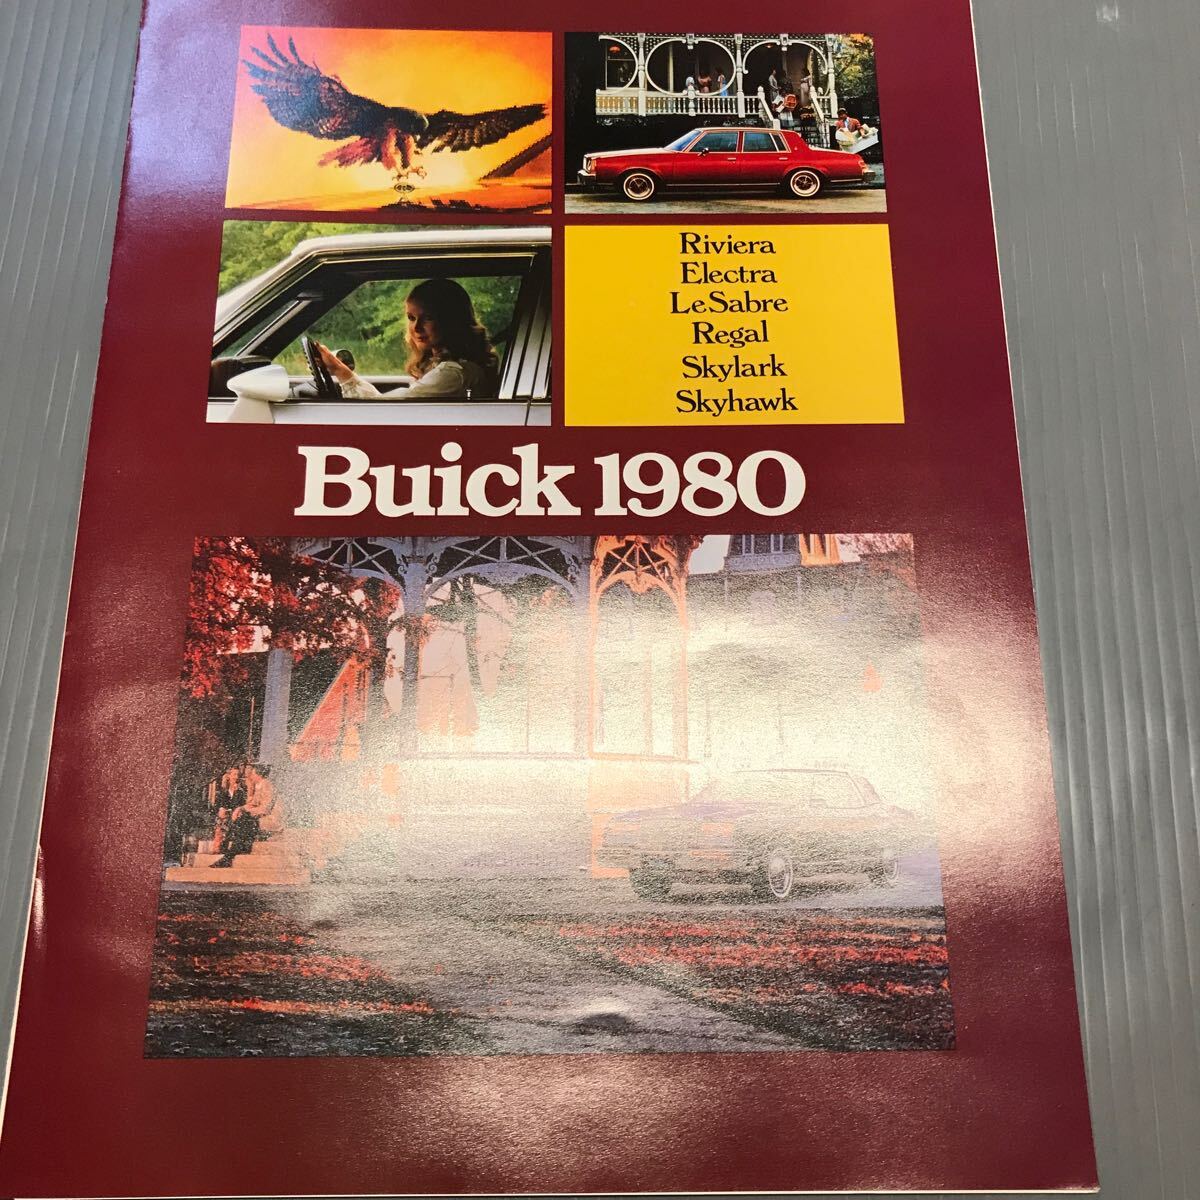 Riviera
Electra
LeSabre
Regal
Skylark
Skyhawk
Buick 1980